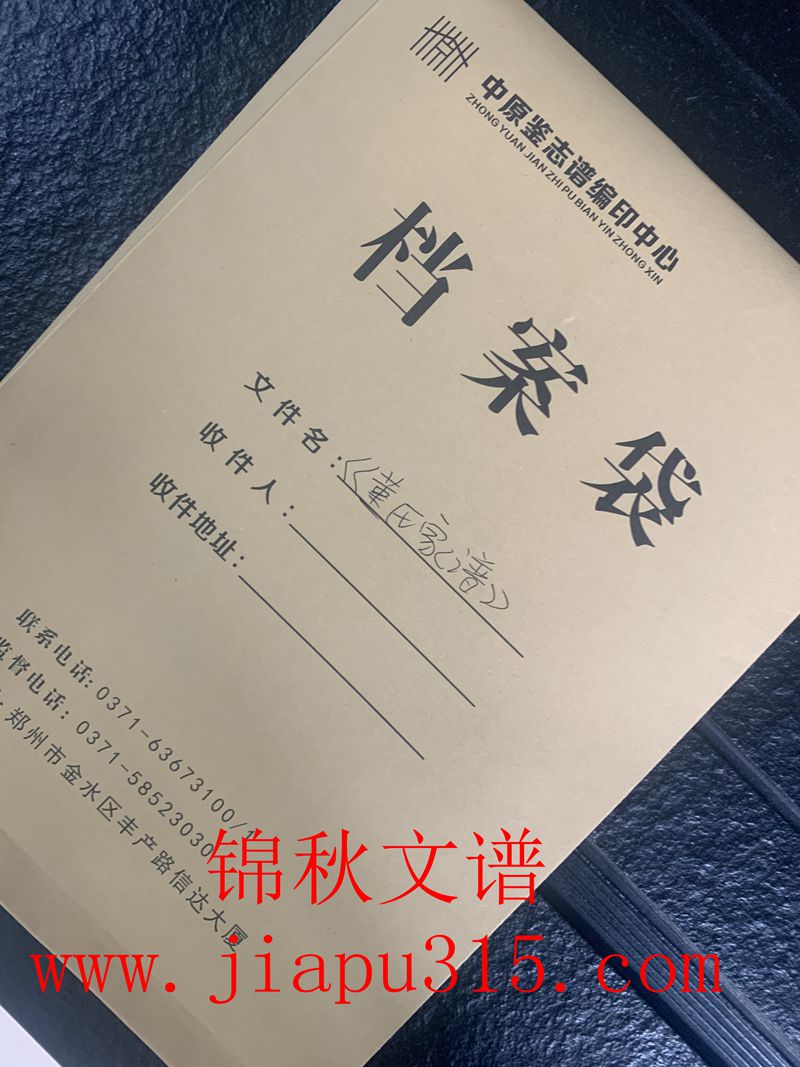 中原鉴志谱编印中心
ZHONG YUAN JIAN ZHI PU BIAN YIN ZHONG XIN
档案袋
文件名：《董氏家谱》
收件人：
收件地址：
联系电话：0371-63673100/1
监督电话：0371-58523030
郑州市金水区丰产路信达大厦
锦秋文谱
www.jiapu315.com